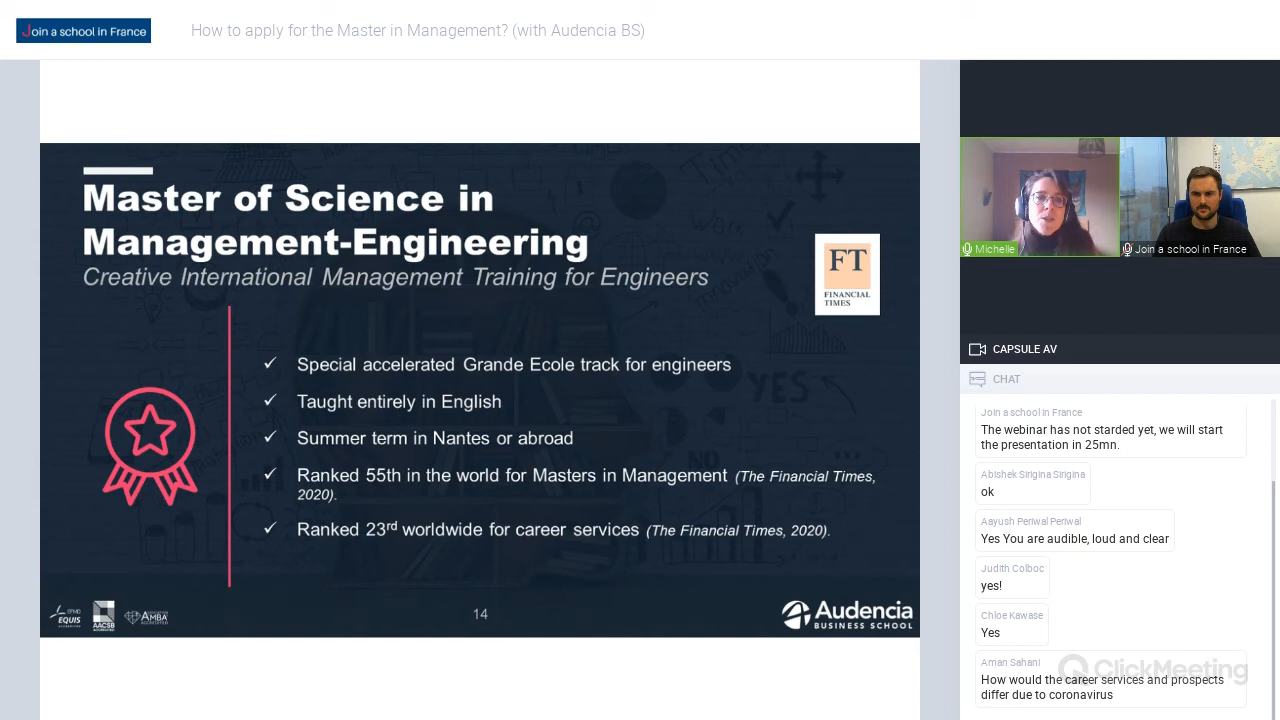 Join a school in France
How to apply for the Master in Management? (with Audencia BS)
Master of Science in
Management-Engineering
Creative International Management Training for Engineers
FT
FINANCIAL
TIMES
✓ Special accelerated Grande Ecole track for engineers
✓ Taught entirely in English
✓ Summer term in Nantes or abroad
✓ Ranked 55th in the world for Masters in Management (The Financial Times,
2020).
✓ Ranked 23rd worldwide for career services (The Financial Times, 2020).
EFMD
EQUIS
AACSB
ACCREDITED
AMBA
14
Audencia
BUSINESS SCHOOL
Michelle
Join a school in France
CAPSULE AV
CHAT
Join a school in France
The webinar has not starded yet, we will start
the presentation in 25mn.
Abishek Sirigina Sirigina
ok
Aayush Periwal Periwal
Yes You are audible, loud and clear
Judith Colboc
yes!
Chloe Kawase
Yes
Aman Sahani
How would the career services and prospects
differ due to coronavirus
ClickMeeting